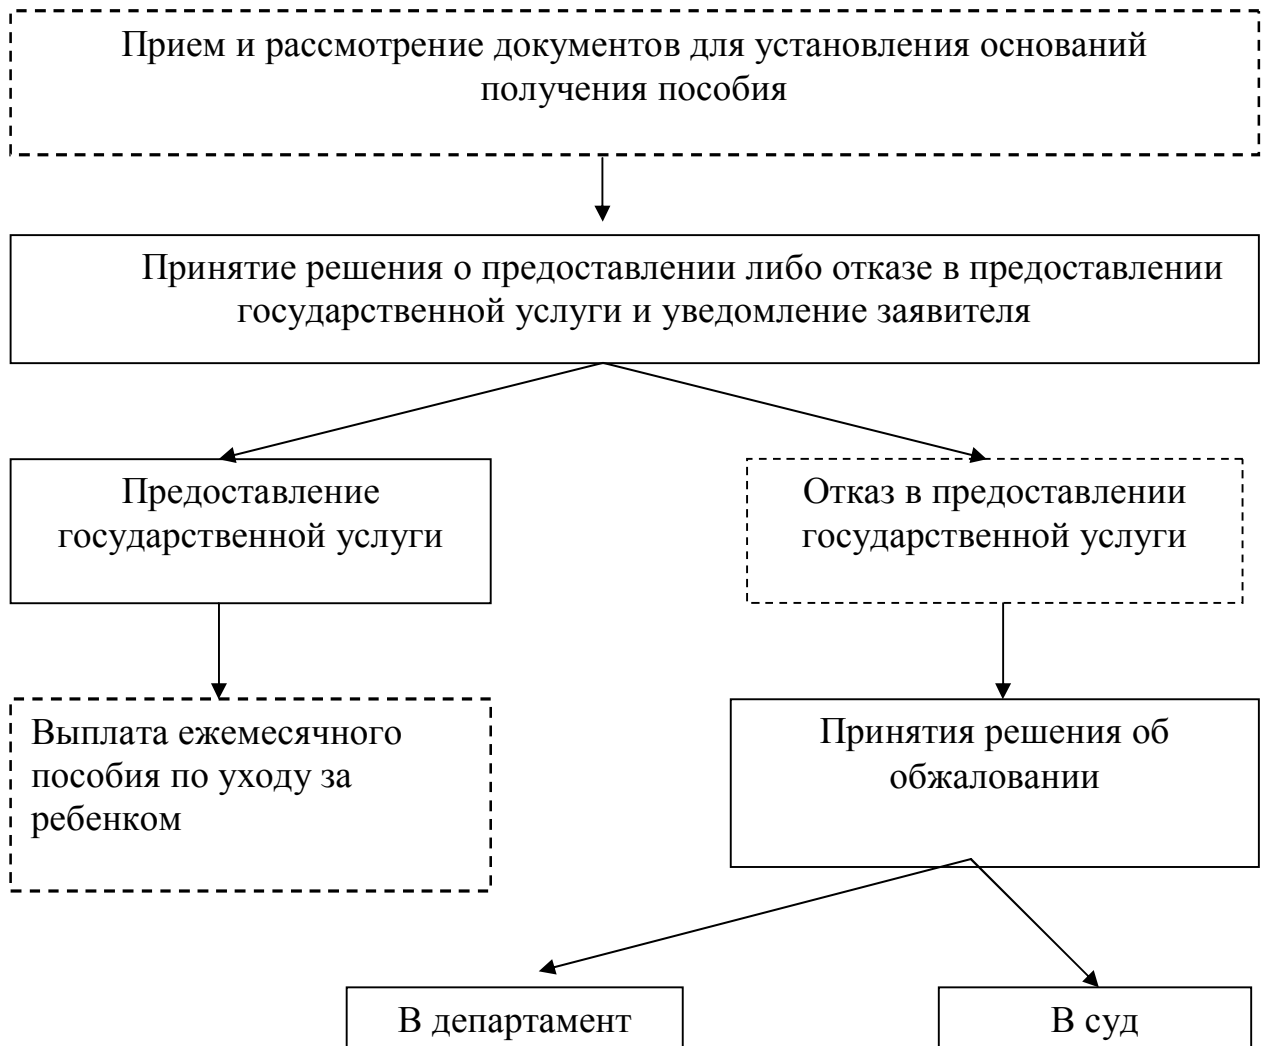 Прием и рассмотрение документов для установления оснований
получения пособия
Принятие решения о предоставлении либо отказе в предоставлении
государственной услуги и уведомление заявителя
Предоставление
государственной услуги
Отказ в предоставлении
государственной услуги
Выплата ежемесячного
пособия по уходу за
ребенком
Принятия решения об
обжаловании
В департамент
В суд